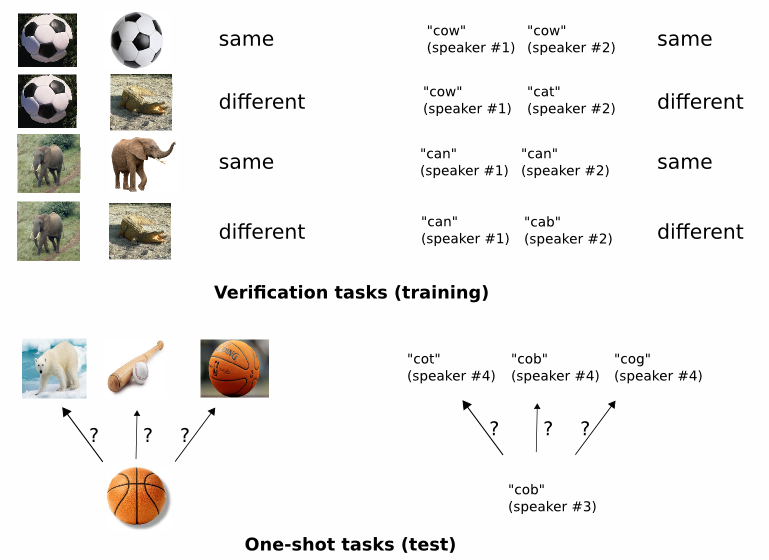 same
"cow" "cow"
(speaker #1) (speaker #2)
same
different
"cow" "cat"
(speaker #1) (speaker #2)
different
same
"can" "can"
(speaker #1) (speaker #2)
same
different
"can" "cab"
(speaker #1) (speaker #2)
different
Verification tasks (training)
"cot" "cob" "cog"
(speaker #4) (speaker #4) (speaker #4)
? ? ?
? ? ?
"cob"
(speaker #3)
One-shot tasks (test)